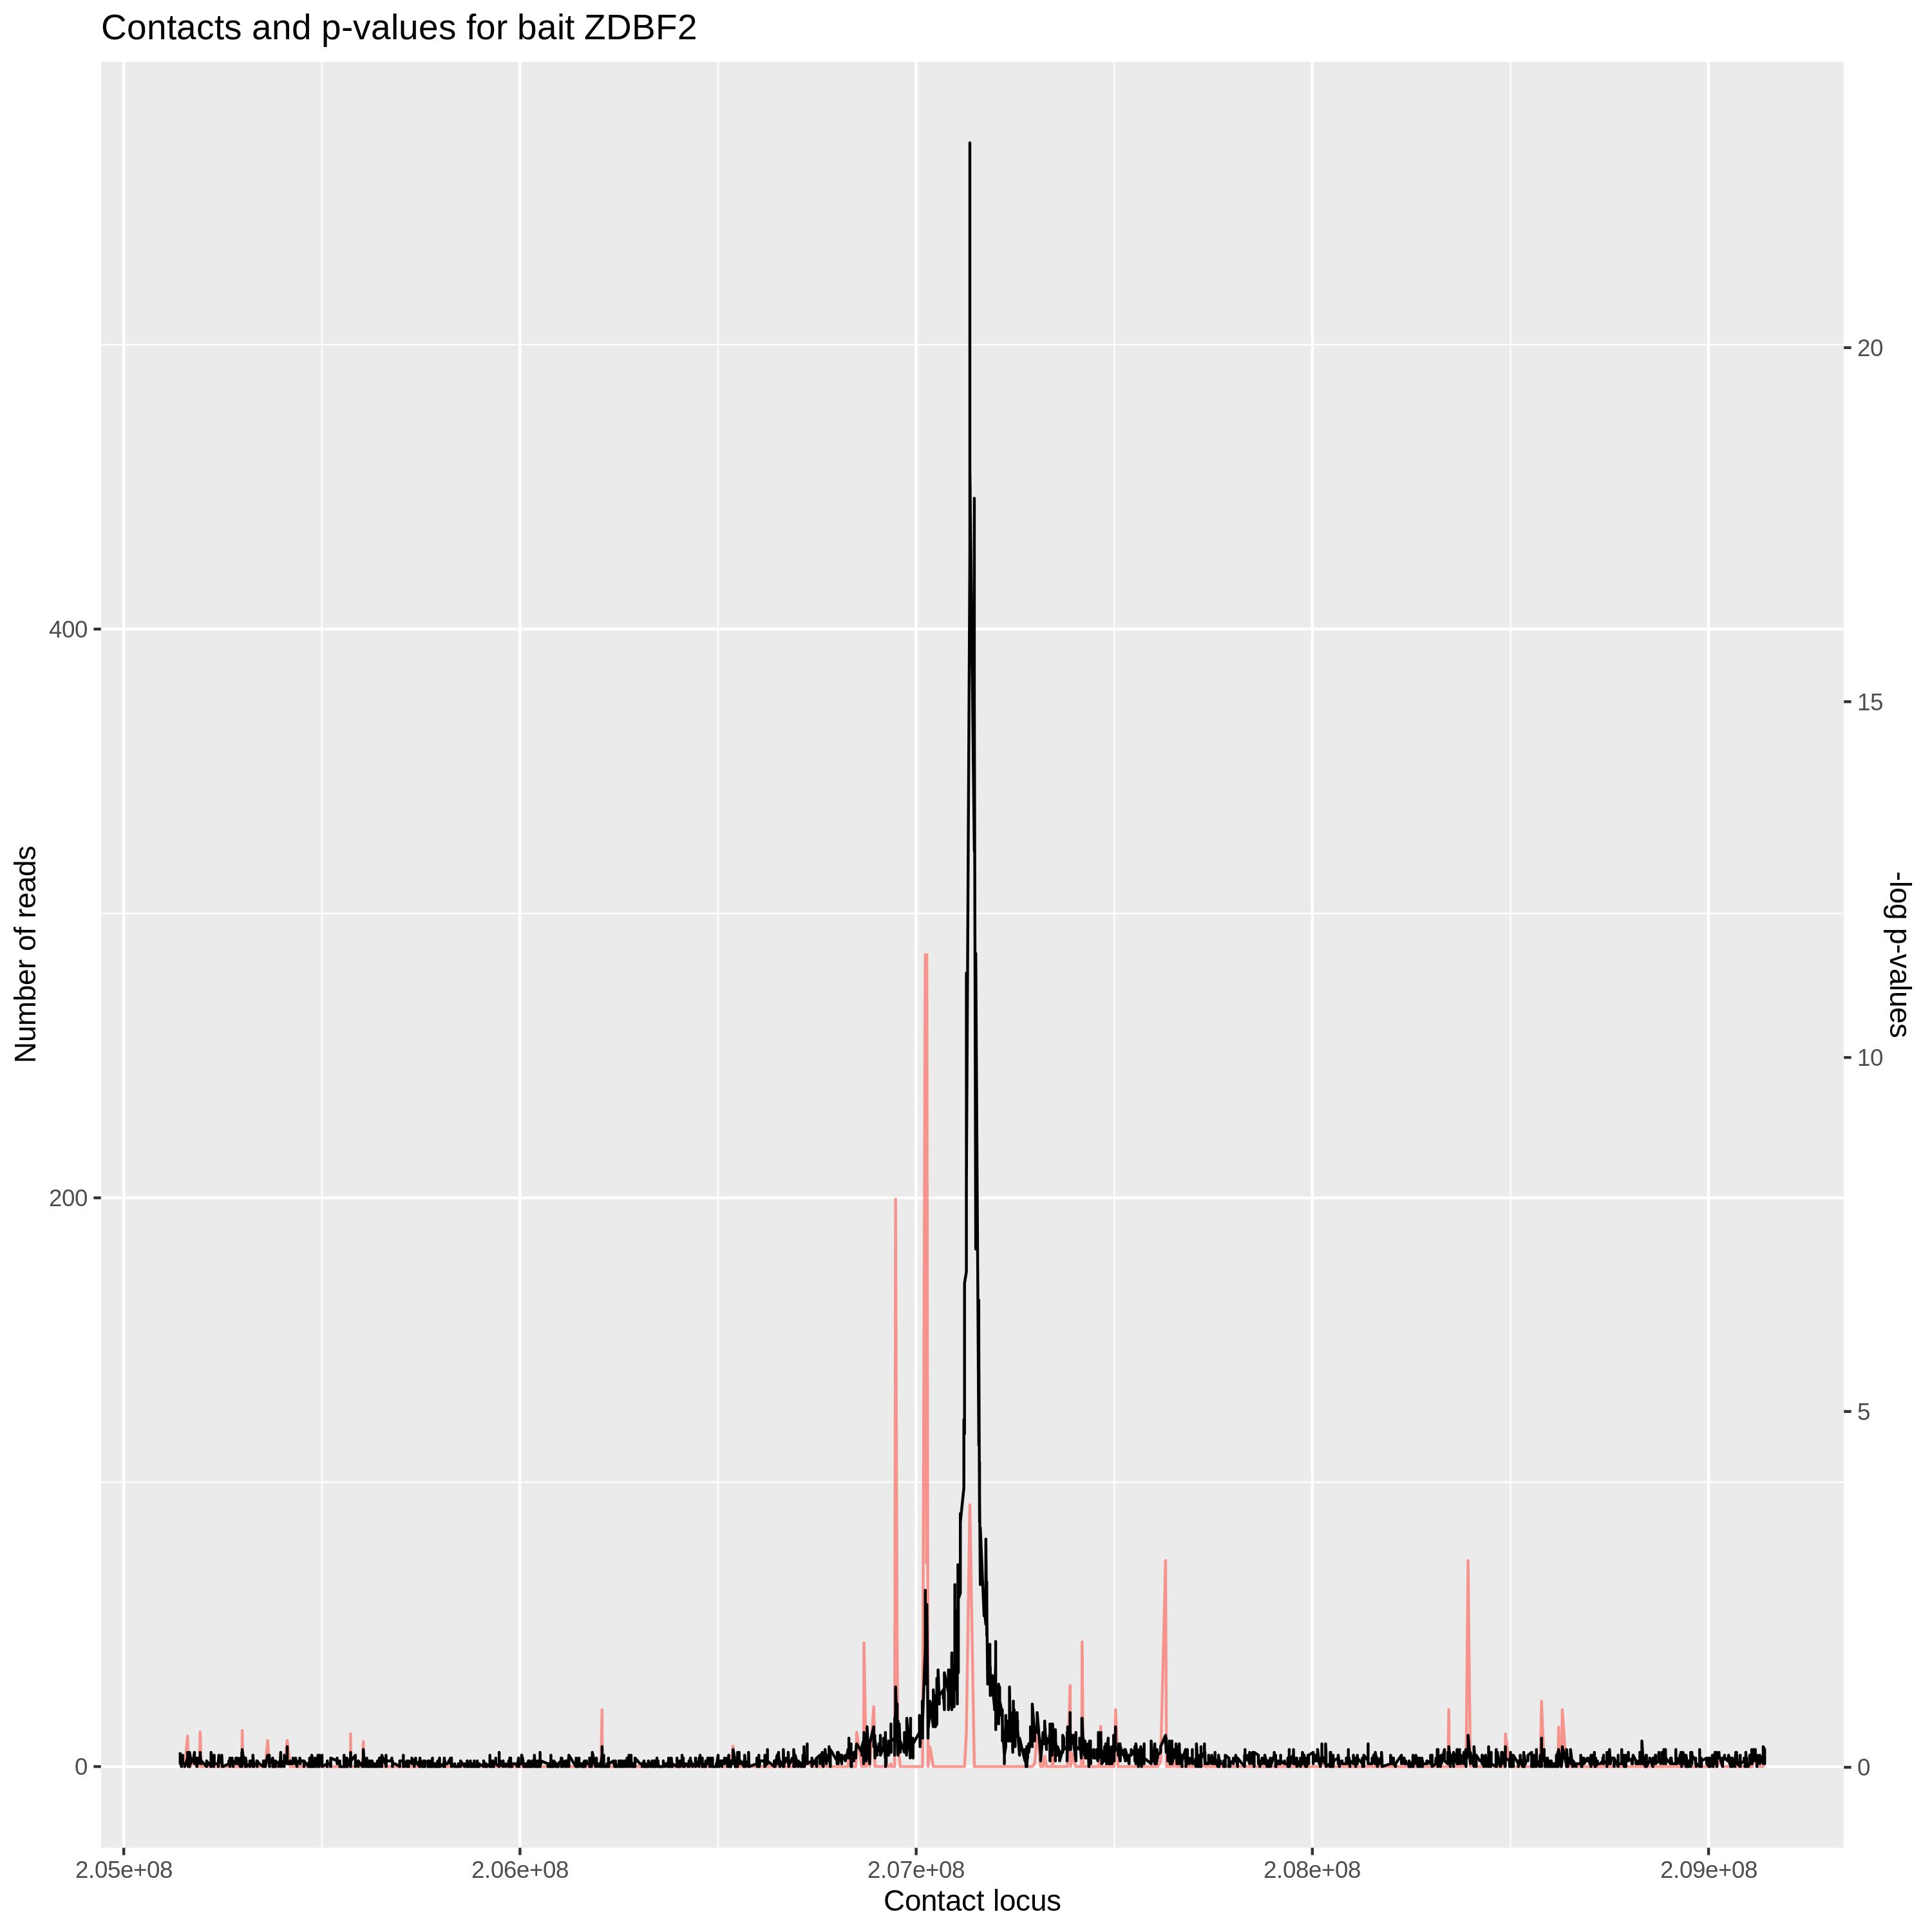 Contacts and p-values for bait ZDBF2
Number of reads
400
200
0
20
15
10
5
0
-log p-values
2.05e+08
2.06e+08
2.07e+08
2.08e+08
2.09e+08
Contact locus